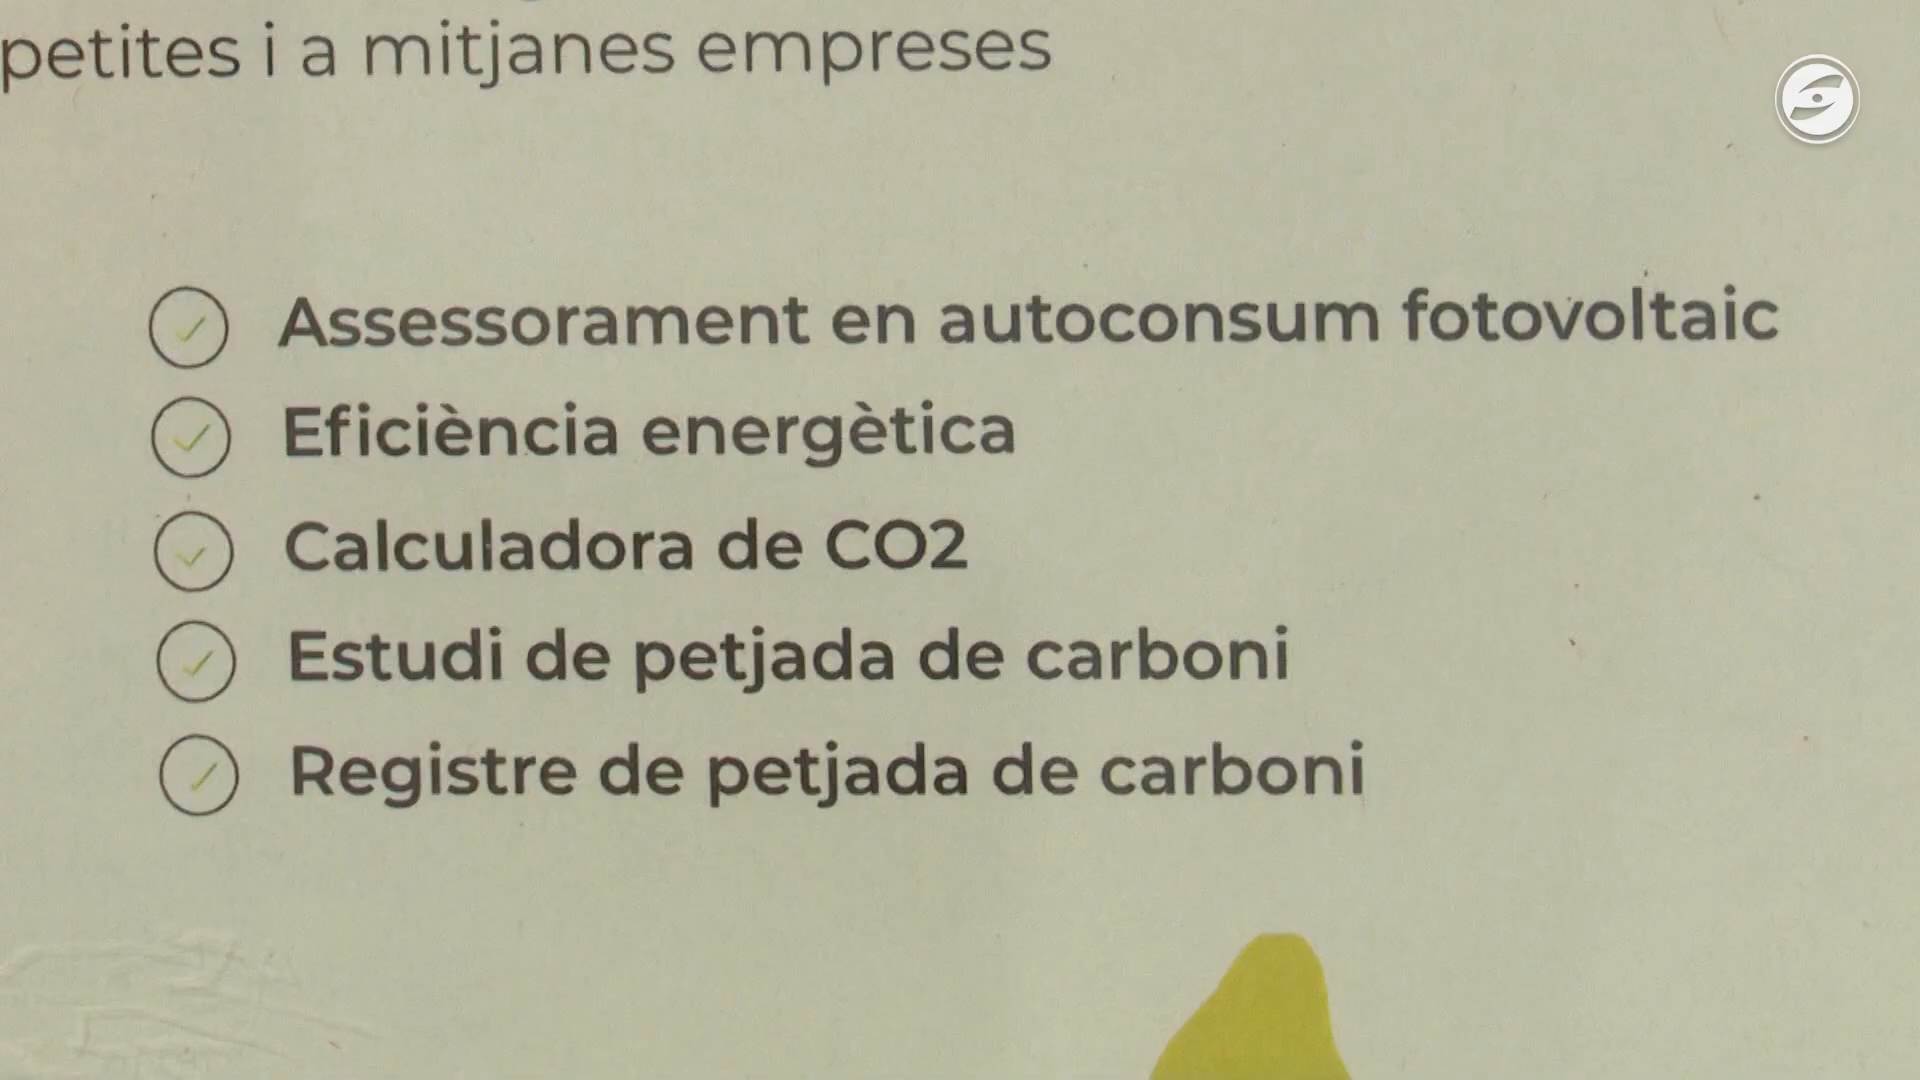 petites i a mitjanes empreses
Assessorament en autoconsum fotovoltaic
Eficiència energètica
Calculadora de CO2
Estudi de petjada de carboni
Registre de petjada de carboni